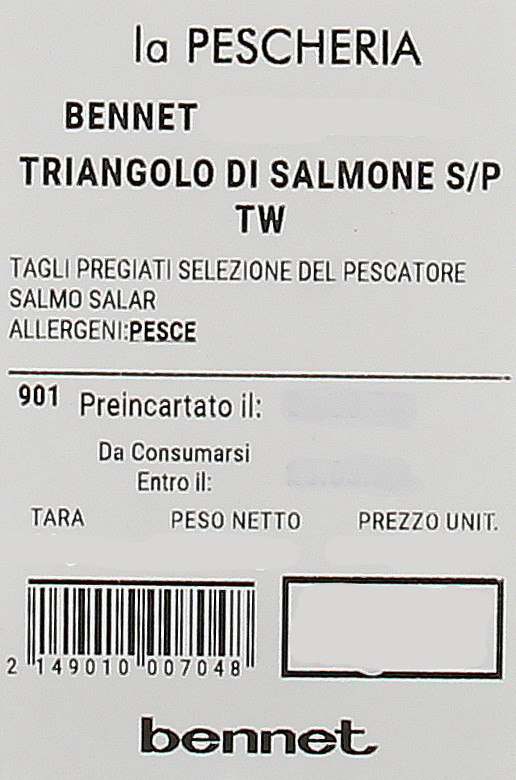 la PESCHERIA
BENNET
TRIANGOLO DI SALMONE S/P
TW
TAGLI PREGIATI SELEZIONE DEL PESCATORE
SALMO SALAR
ALLERGENI:PESCE
901 Preincartato il:
Da Consumarsi
Entro il:
TARA PESO NETTO PREZZO UNIT.
2 149010 007048
bennet